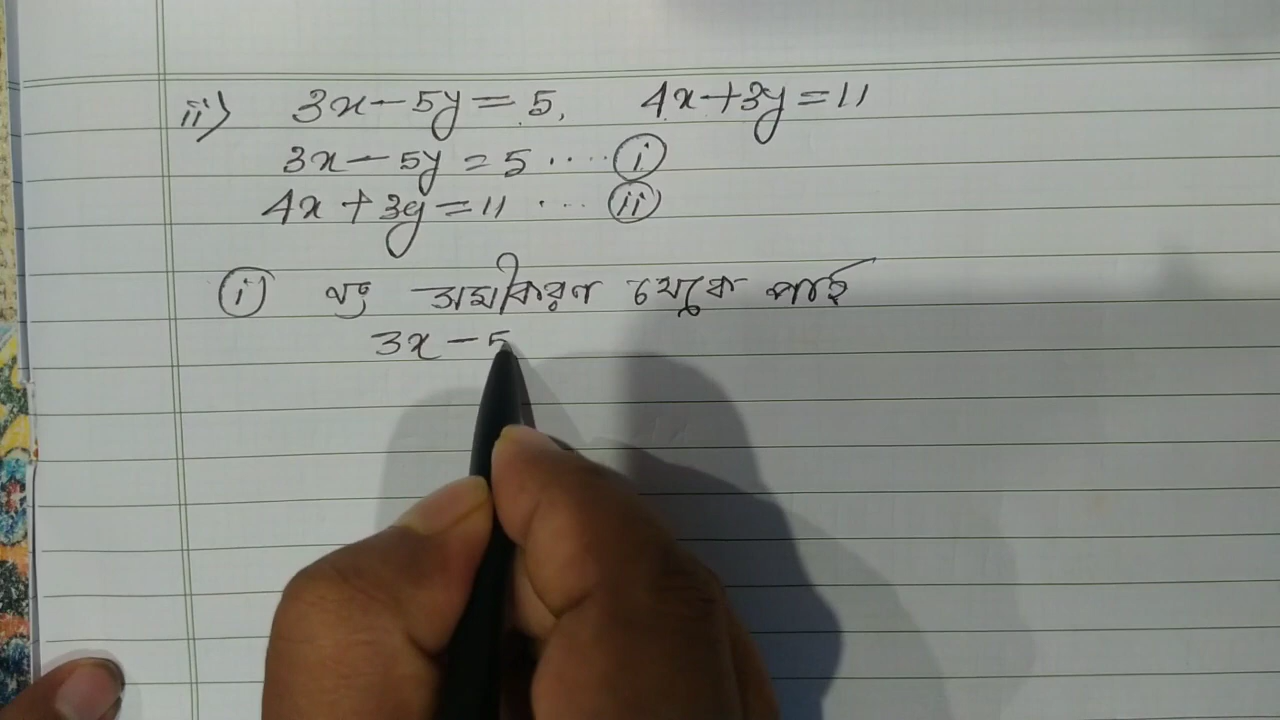 ii) 3x-5y=5, 4x+3y=11
3x-5y=5 .... (i)
4x+3y=11 .... (ii)
(i) নং সমীকরণ থেকে পাই
3x-5